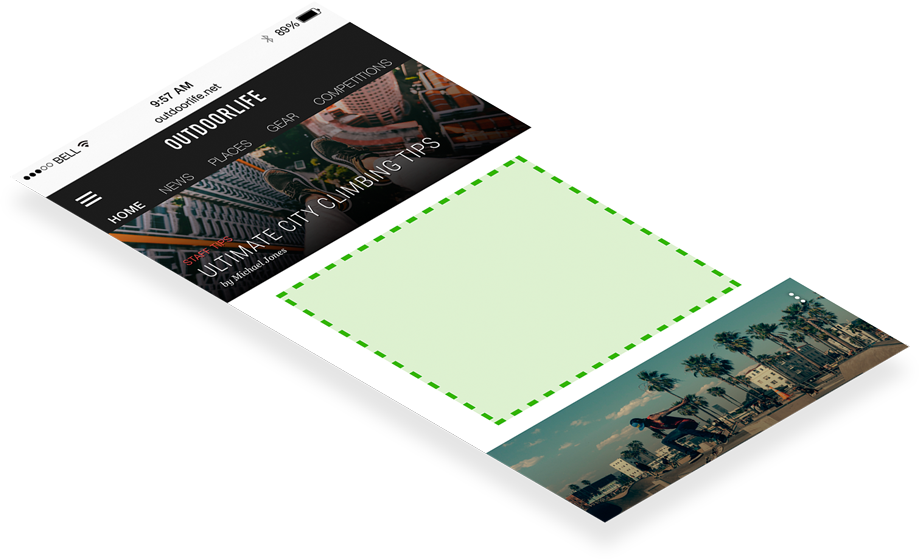 BELL
9:57 AM
89%
outdoorlife.net
OUTDOORLIFE
HOME NEWS PLACES GEAR COMPETITIONS
STAFF TIPS
ULTIMATE CITY CLIMBING TIPS
by Michael Jones